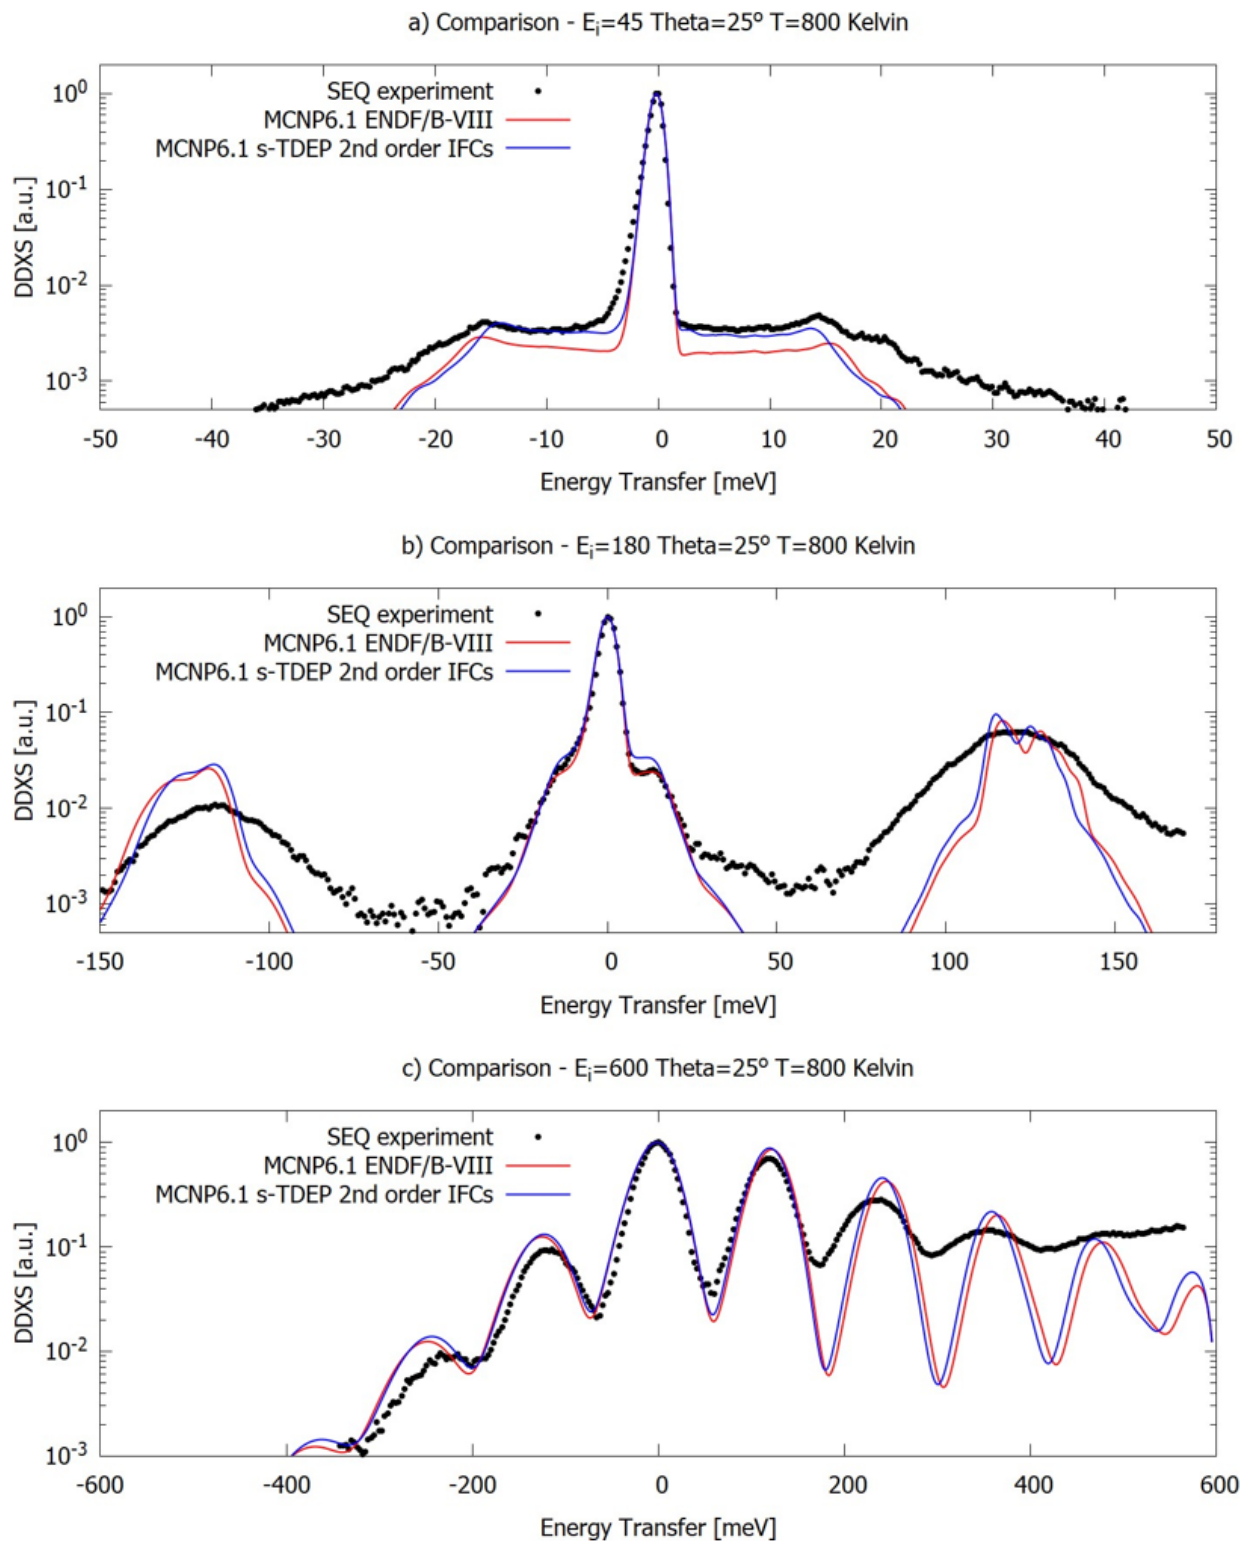 a) Comparison - Eᵢ=45 Theta=25º T=800 Kelvin
SEQ experiment
MCNP6.1 ENDF/B-VIII
MCNP6.1 s-TDEP 2nd order IFCs
DDXS [a.u.]
10⁰
10⁻¹
10⁻²
10⁻³
-50 -40 -30 -20 -10 0 10 20 30 40 50
Energy Transfer [meV]
b) Comparison - Eᵢ=180 Theta=25º T=800 Kelvin
SEQ experiment
MCNP6.1 ENDF/B-VIII
MCNP6.1 s-TDEP 2nd order IFCs
DDXS [a.u.]
10⁰
10⁻¹
10⁻²
10⁻³
-150 -100 -50 0 50 100 150
Energy Transfer [meV]
c) Comparison - Eᵢ=600 Theta=25º T=800 Kelvin
SEQ experiment
MCNP6.1 ENDF/B-VIII
MCNP6.1 s-TDEP 2nd order IFCs
DDXS [a.u.]
10⁰
10⁻¹
10⁻²
10⁻³
-600 -400 -200 0 200 400 600
Energy Transfer [meV]